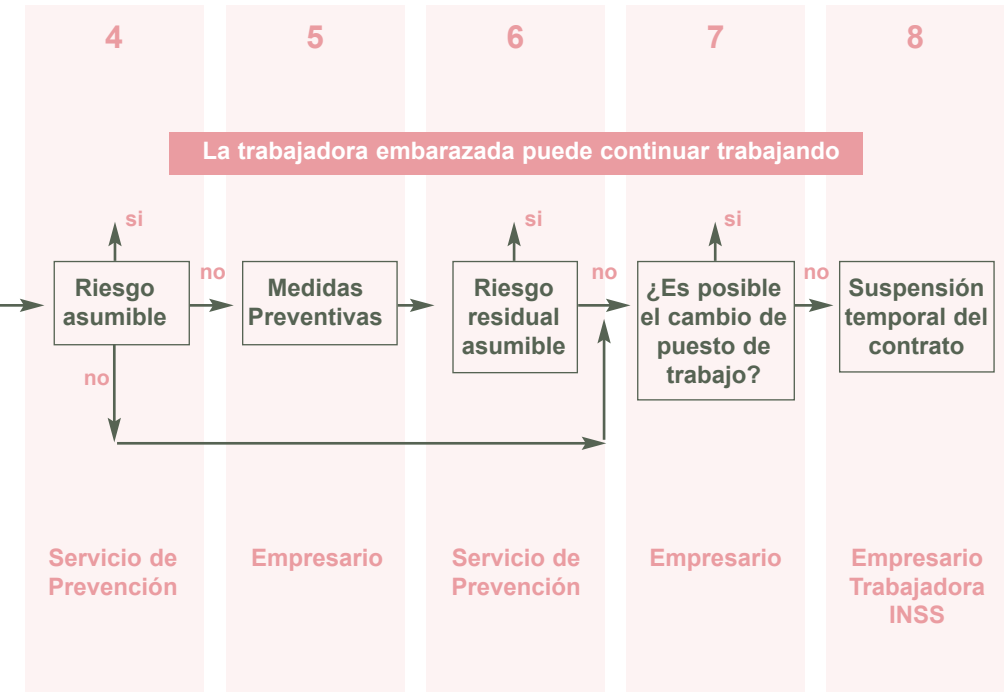 4
5
6
7
8
La trabajadora embarazada puede continuar trabajando
si
si
si
no
no
no
Riesgo
asumible
Medidas
Preventivas
Riesgo
residual
asumible
¿Es posible
el cambio de
puesto de
trabajo?
Suspensión
temporal del
contrato
no
Servicio de
Prevención
Empresario
Servicio de
Prevención
Empresario
Empresario
Trabajadora
INSS